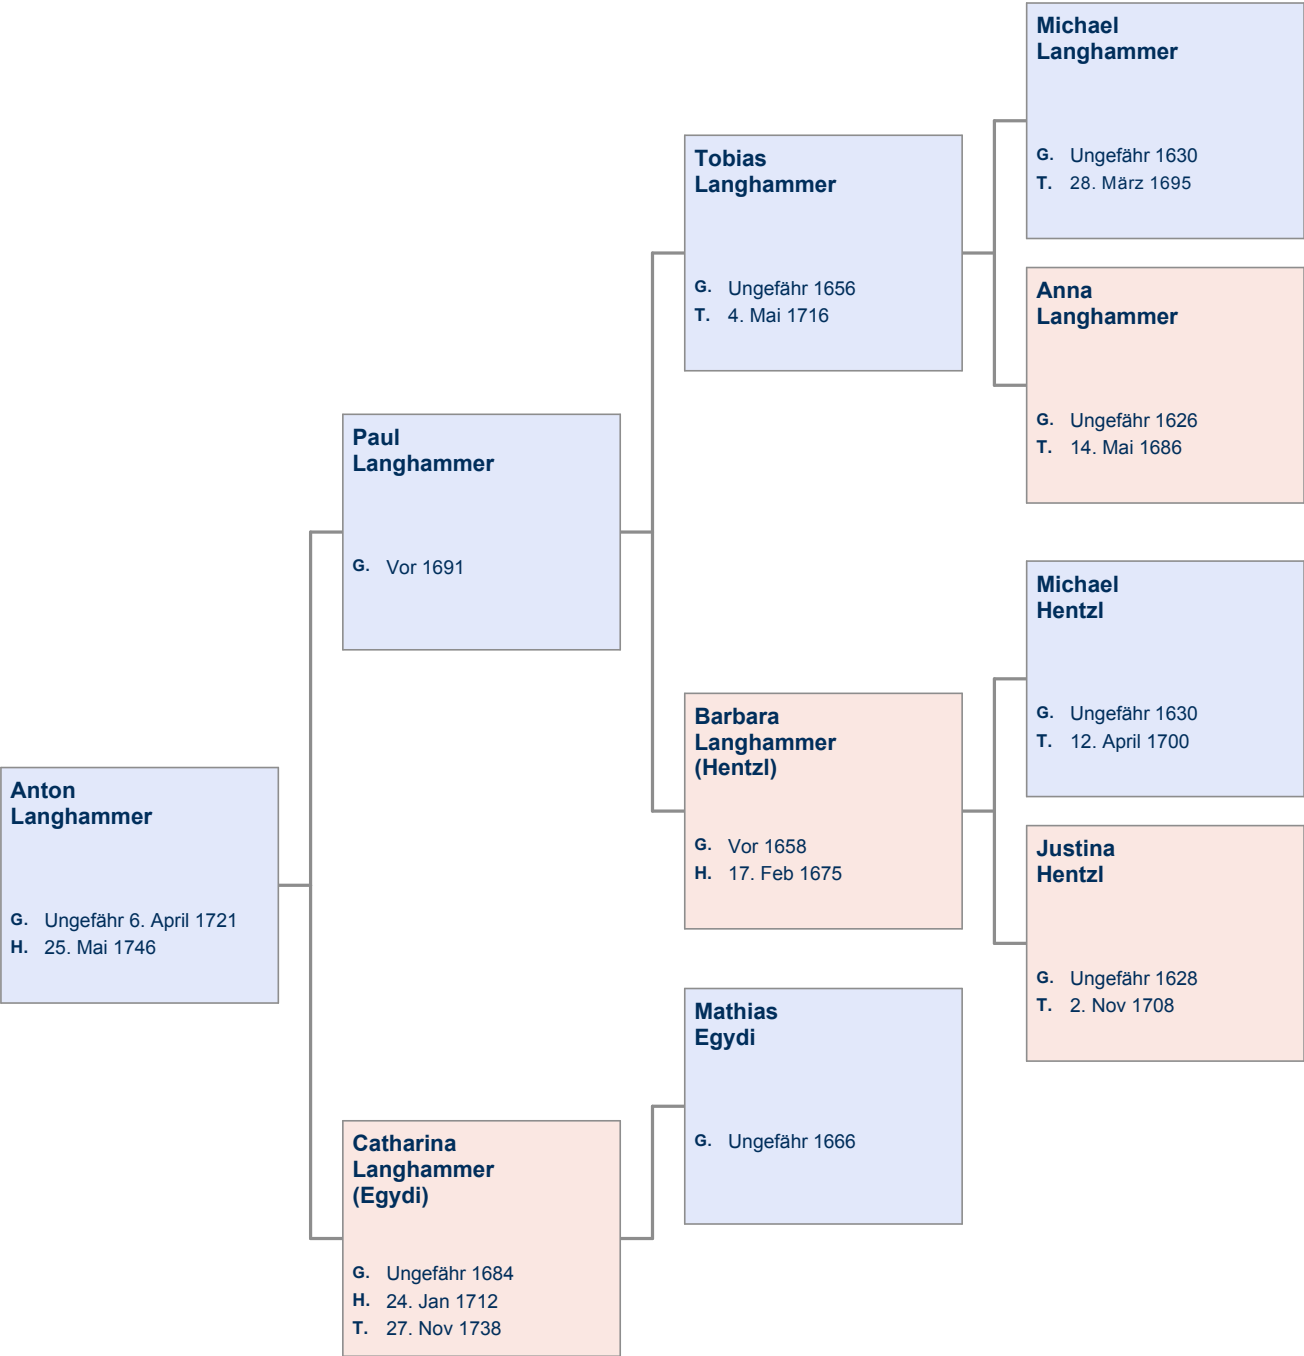 Michael
Langhammer
G. Ungefähr 1630
T. 28. März 1695
Tobias
Langhammer
G. Ungefähr 1656
T. 4. Mai 1716
Anna
Langhammer
G. Ungefähr 1626
T. 14. Mai 1686
Paul
Langhammer
G. Vor 1691
Michael
Hentzl
G. Ungefähr 1630
T. 12. April 1700
Barbara
Langhammer
(Hentzl)
G. Vor 1658
H. 17. Feb 1675
Anton
Langhammer
G. Ungefähr 6. April 1721
H. 25. Mai 1746
Justina
Hentzl
G. Ungefähr 1628
T. 2. Nov 1708
Mathias
Egydi
G. Ungefähr 1666
Catharina
Langhammer
(Egydi)
G. Ungefähr 1684
H. 24. Jan 1712
T. 27. Nov 1738